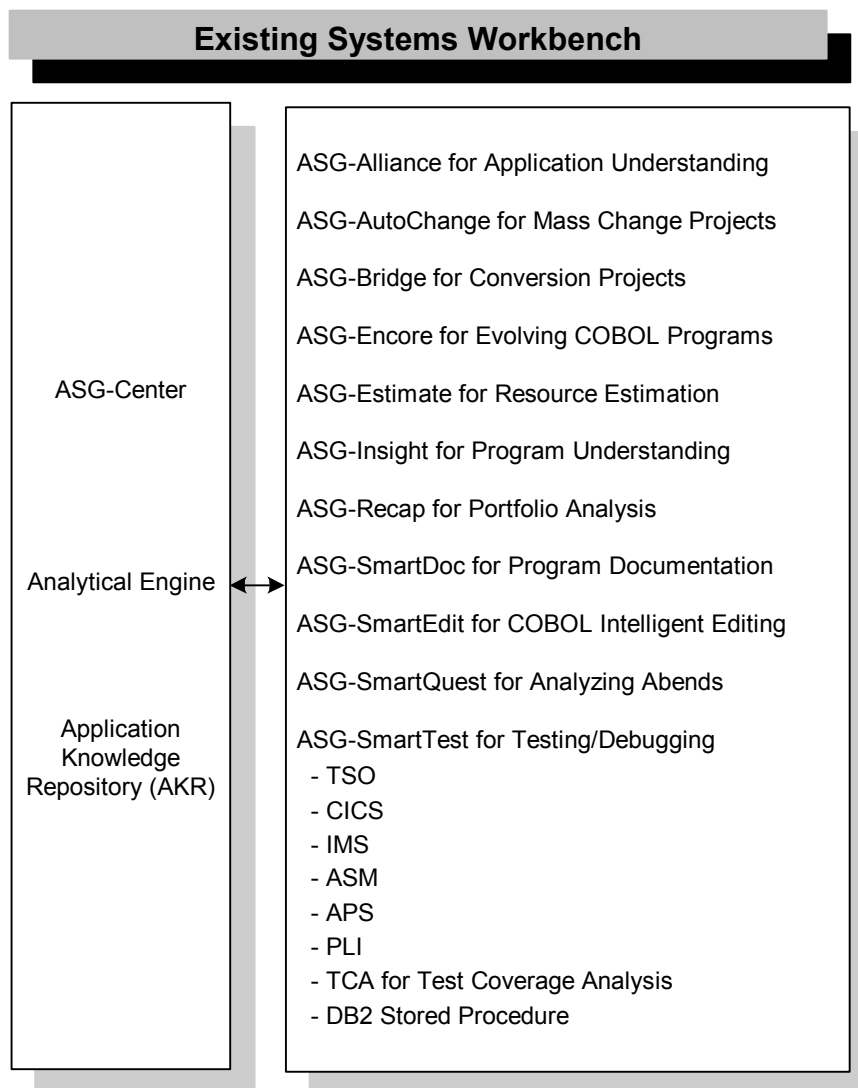 Existing Systems Workbench
ASG-Center
Analytical Engine
Application
Knowledge
Repository (AKR)
ASG-Alliance for Application Understanding
ASG-AutoChange for Mass Change Projects
ASG-Bridge for Conversion Projects
ASG-Encore for Evolving COBOL Programs
ASG-Estimate for Resource Estimation
ASG-Insight for Program Understanding
ASG-Recap for Portfolio Analysis
ASG-SmartDoc for Program Documentation
ASG-SmartEdit for COBOL Intelligent Editing
ASG-SmartQuest for Analyzing Abends
ASG-SmartTest for Testing/Debugging
- TSO
- CICS
- IMS
- ASM
- APS
- PLI
- TCA for Test Coverage Analysis
- DB2 Stored Procedure